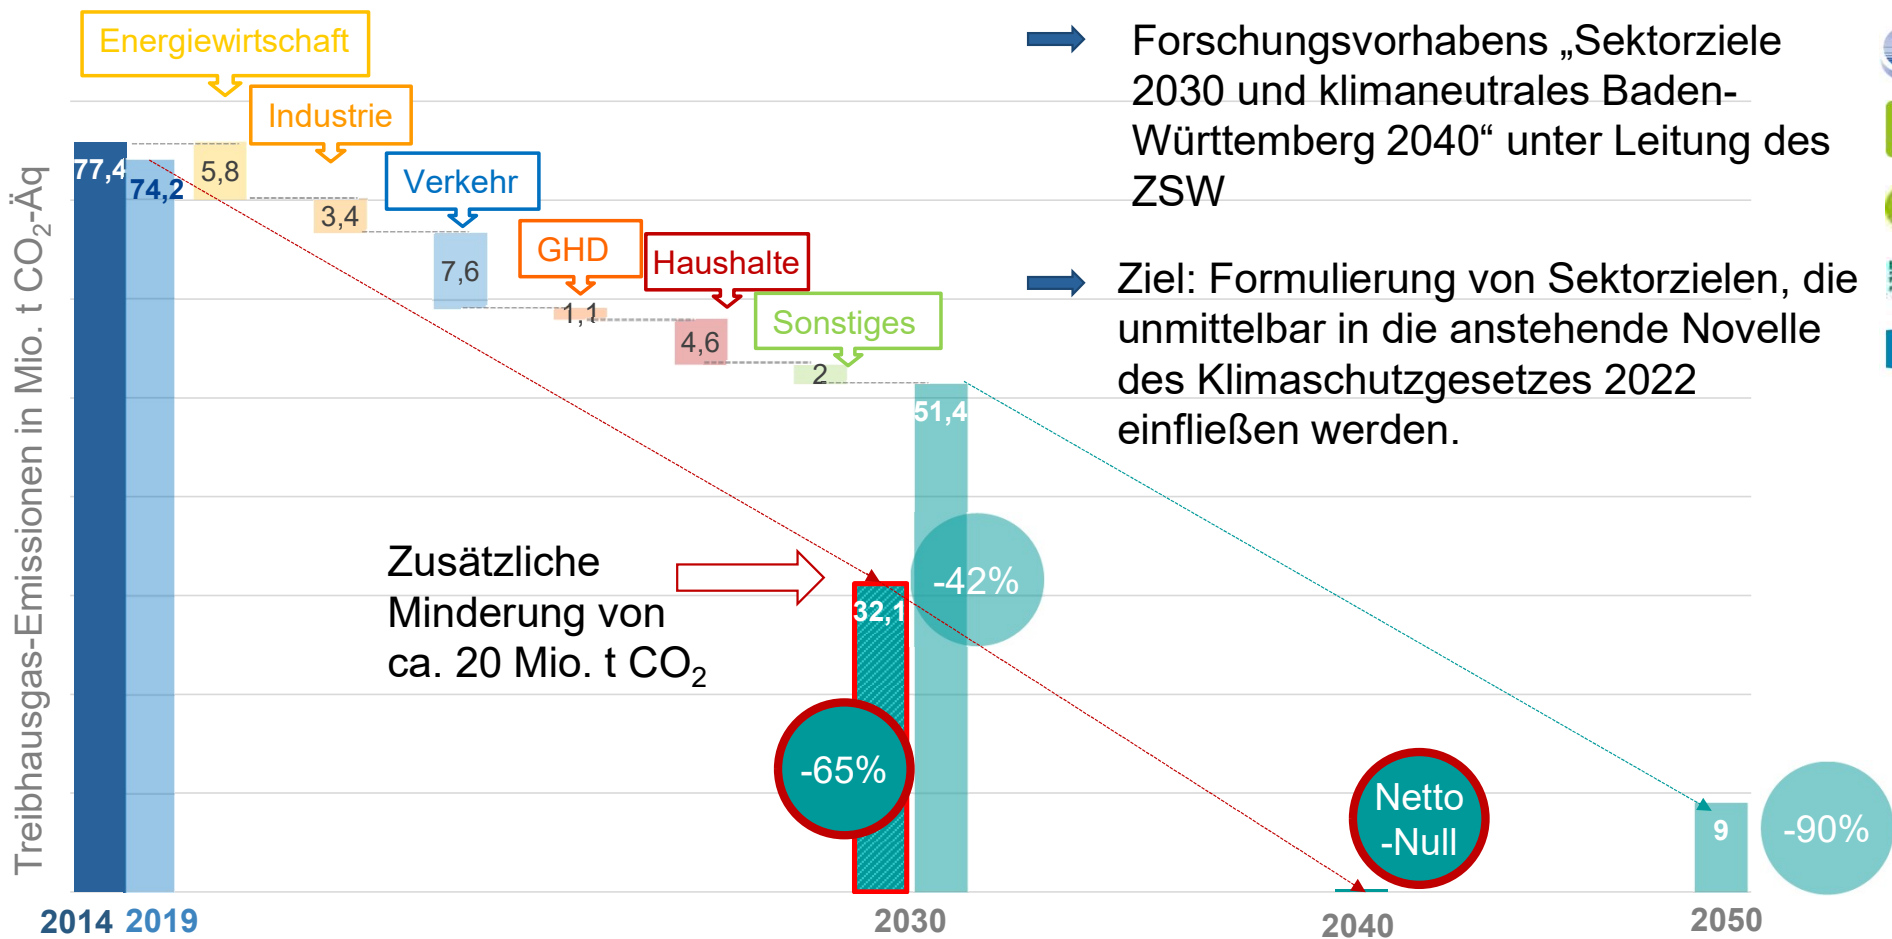 Energiewirtschaft
Industrie
Verkehr
GHD
Haushalte
Sonstiges
Forschungsvorhabens „Sektorziele
2030 und klimaneutrales Baden-
Württemberg 2040“ unter Leitung des
ZSW
Ziel: Formulierung von Sektorzielen, die
unmittelbar in die anstehende Novelle
des Klimaschutzgesetzes 2022
einfließen werden.
Treibhausgas-Emissionen in Mio. t CO₂-Äq
77,4
74,2
5,8
3,4
7,6
1,1
4,6
2
51,4
Zusätzliche
Minderung von
ca. 20 Mio. t CO₂
32,1
-42%
-65%
Netto
-Null
9
-90%
2014
2019
2030
2040
2050